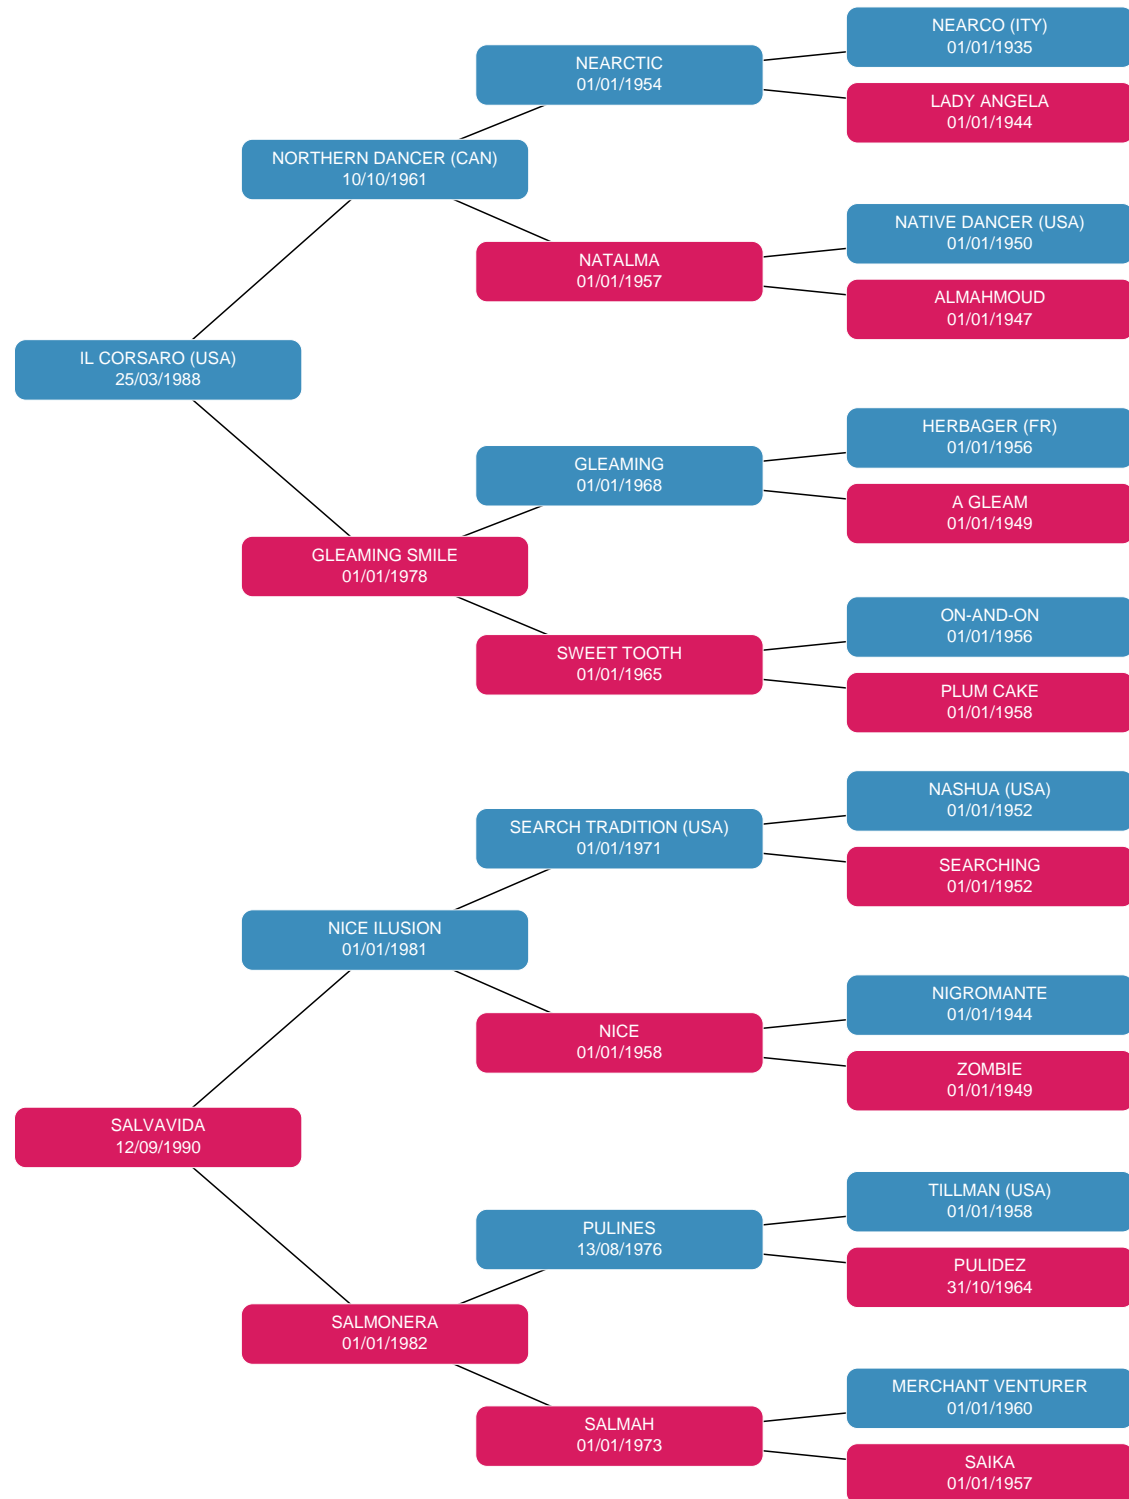 NEARCO (ITY)
01/01/1935
NEARCTIC
01/01/1954
LADY ANGELA
01/01/1944
NORTHERN DANCER (CAN)
10/10/1961
NATIVE DANCER (USA)
01/01/1950
NATALMA
01/01/1957
ALMAHMOUD
01/01/1947
IL CORSARO (USA)
25/03/1988
HERBAGER (FR)
01/01/1956
GLEAMING
01/01/1968
A GLEAM
01/01/1949
GLEAMING SMILE
01/01/1978
ON-AND-ON
01/01/1956
SWEET TOOTH
01/01/1965
PLUM CAKE
01/01/1958
NASHUA (USA)
01/01/1952
SEARCH TRADITION (USA)
01/01/1971
SEARCHING
01/01/1952
NICE ILUSION
01/01/1981
NIGROMANTE
01/01/1944
NICE
01/01/1958
ZOMBIE
01/01/1949
SALVAVIDA
12/09/1990
TILLMAN (USA)
01/01/1958
PULINES
13/08/1976
PULIDEZ
31/10/1964
SALMONERA
01/01/1982
MERCHANT VENTURER
01/01/1960
SALMAH
01/01/1973
SAIKA
01/01/1957